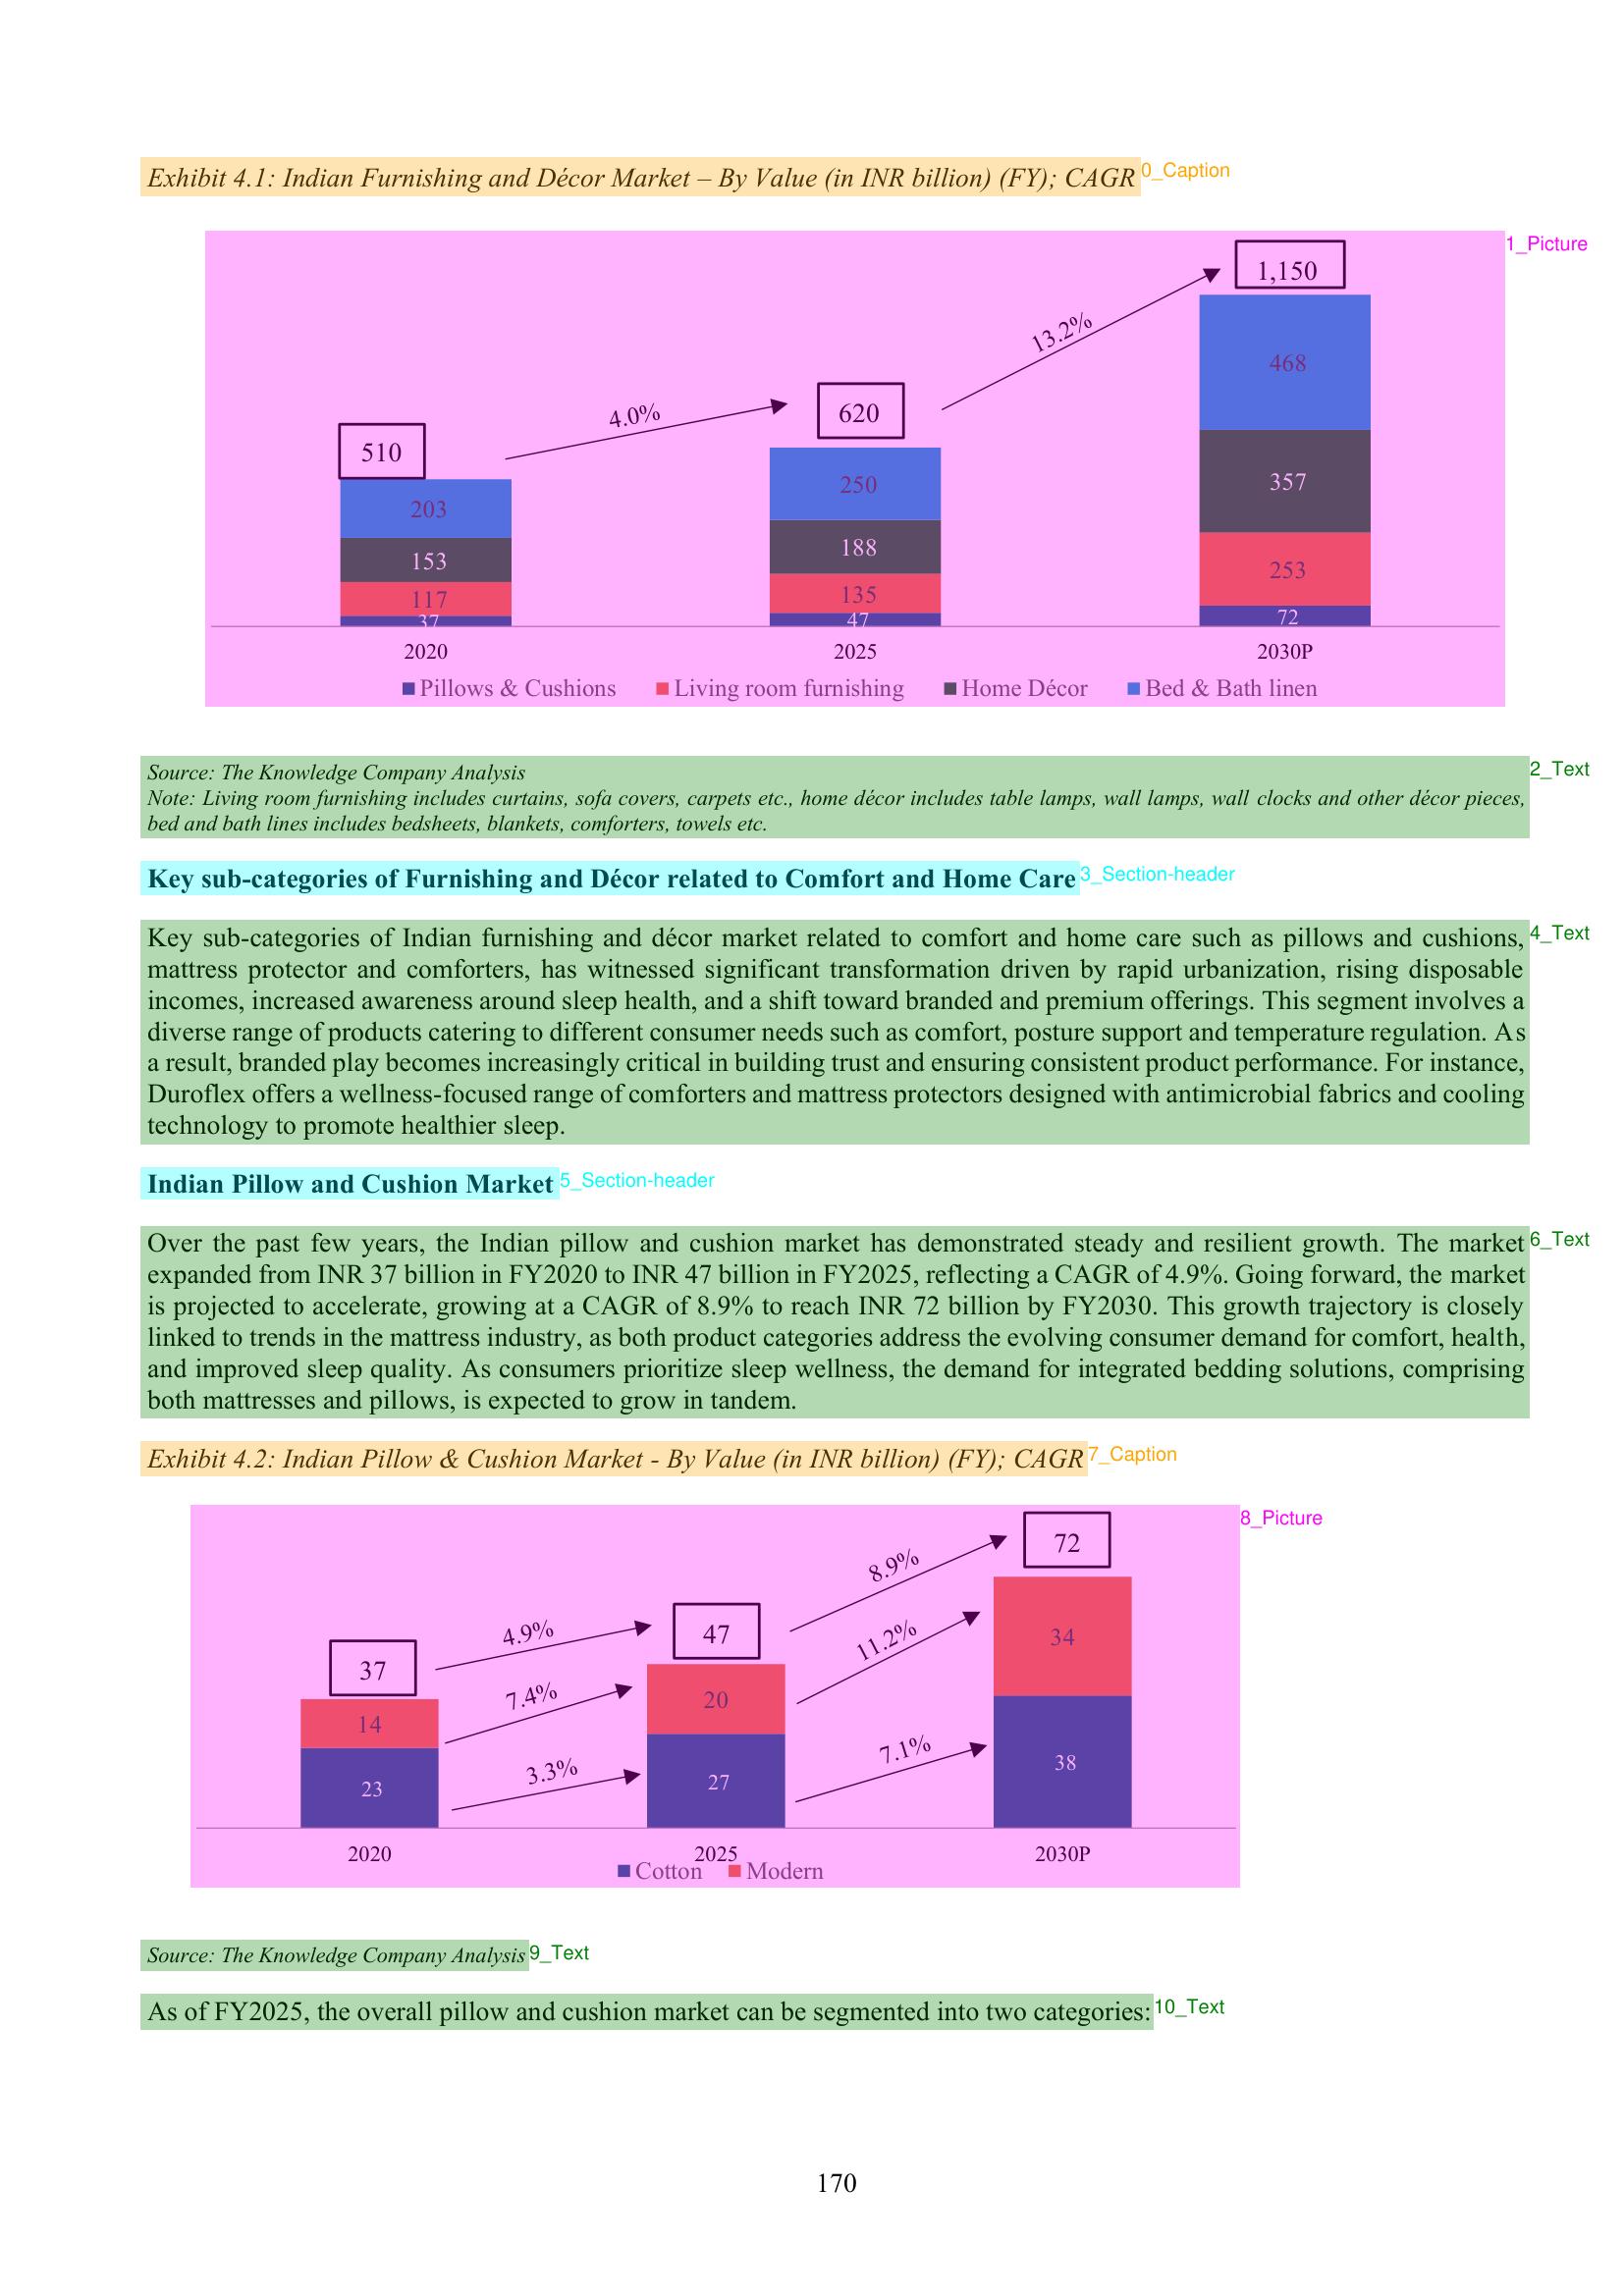 Exhibit 4.1: Indian Furnishing and Décor Market – By Value (in INR billion) (FY); CAGR
0_Caption
1_Picture
1,150
13.2%
468
4.0%
620
510
357
250
203
188
153
253
135
117
72
47
37
2020
2025
2030P
Pillows & Cushions
Living room furnishing
Home Décor
Bed & Bath linen
Source: The Knowledge Company Analysis
2_Text
Note: Living room furnishing includes curtains, sofa covers, carpets etc., home décor includes table lamps, wall lamps, wall clocks and other décor pieces,
bed and bath lines includes bedsheets, blankets, comforters, towels etc.
Key sub-categories of Furnishing and Décor related to Comfort and Home Care
3_Section-header
Key sub-categories of Indian furnishing and décor market related to comfort and home care such as pillows and cushions,
4_Text
mattress protector and comforters, has witnessed significant transformation driven by rapid urbanization, rising disposable
incomes, increased awareness around sleep health, and a shift toward branded and premium offerings. This segment involves a
diverse range of products catering to different consumer needs such as comfort, posture support and temperature regulation. As
a result, branded play becomes increasingly critical in building trust and ensuring consistent product performance. For instance,
Duroflex offers a wellness-focused range of comforters and mattress protectors designed with antimicrobial fabrics and cooling
technology to promote healthier sleep.
Indian Pillow and Cushion Market
5_Section-header
Over the past few years, the Indian pillow and cushion market has demonstrated steady and resilient growth. The market
6_Text
expanded from INR 37 billion in FY2020 to INR 47 billion in FY2025, reflecting a CAGR of 4.9%. Going forward, the market
is projected to accelerate, growing at a CAGR of 8.9% to reach INR 72 billion by FY2030. This growth trajectory is closely
linked to trends in the mattress industry, as both product categories address the evolving consumer demand for comfort, health,
and improved sleep quality. As consumers prioritize sleep wellness, the demand for integrated bedding solutions, comprising
both mattresses and pillows, is expected to grow in tandem.
Exhibit 4.2: Indian Pillow & Cushion Market - By Value (in INR billion) (FY); CAGR
7_Caption
8_Picture
72
8.9%
4.9%
47
11.2%
34
37
7.4%
20
14
7.1%
3.3%
38
27
23
2020
2025
2030P
Cotton
Modern
Source: The Knowledge Company Analysis
9_Text
As of FY2025, the overall pillow and cushion market can be segmented into two categories:
10_Text
170